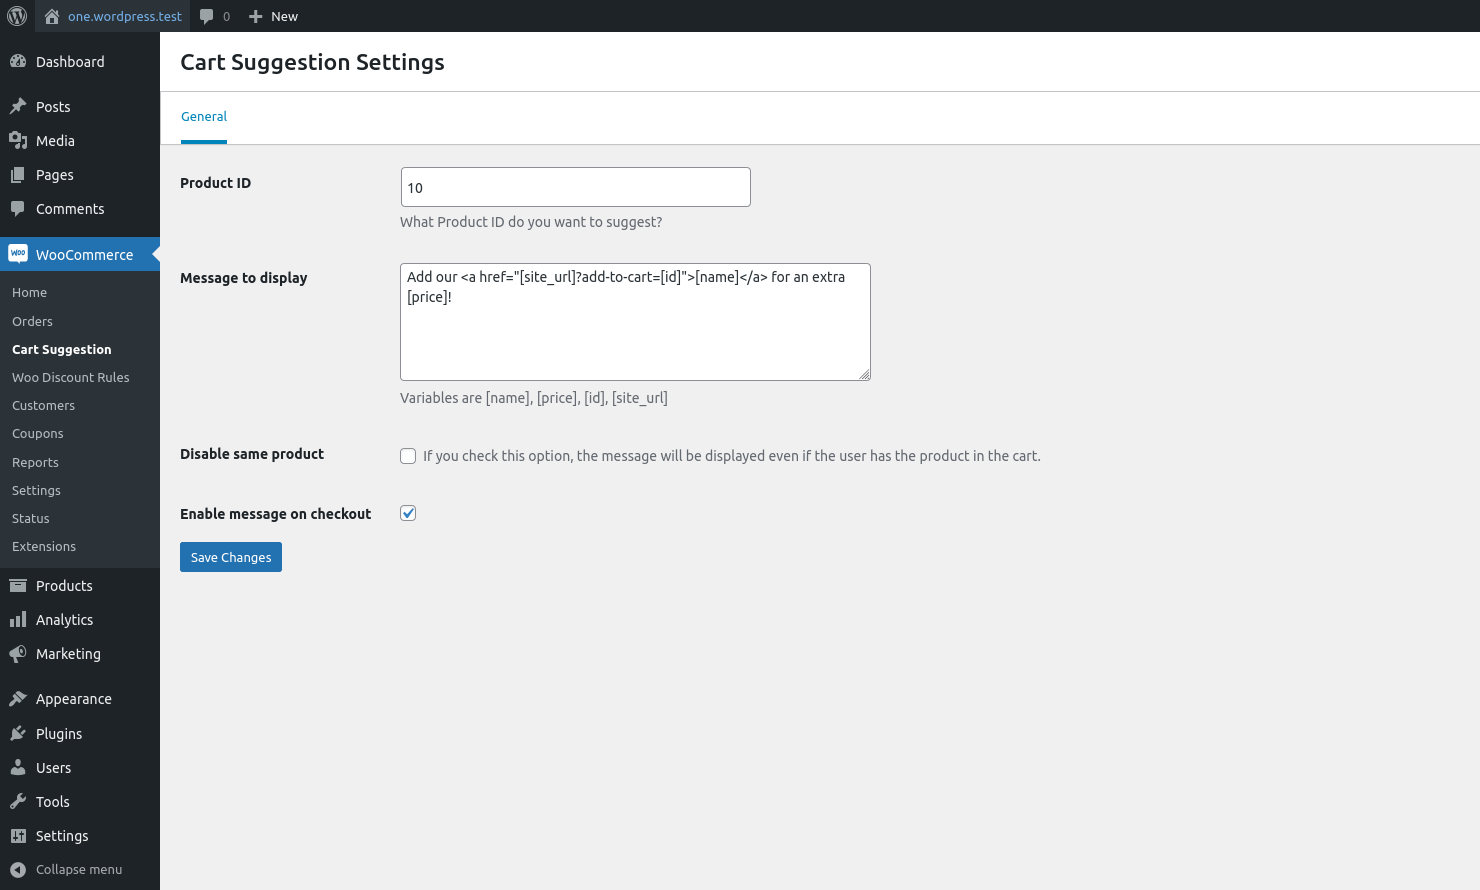 one.wordpress.test
0
New
Cart Suggestion Settings
General
Dashboard
Posts
Media
Pages
Comments
WOO
WooCommerce
Home
Orders
Cart Suggestion
Woo Discount Rules
Customers
Coupons
Reports
Settings
Status
Extensions
Products
Analytics
Marketing
Appearance
Plugins
Users
Tools
Settings
Collapse menu
Product ID
10
What Product ID do you want to suggest?
Message to display
Add our <a href="[site_url]?add-to-cart=[id]">[name]</a> for an extra
[price]!
Variables are [name], [price], [id], [site_url]
Disable same product
If you check this option, the message will be displayed even if the user has the product in the cart.
Enable message on checkout
Save Changes